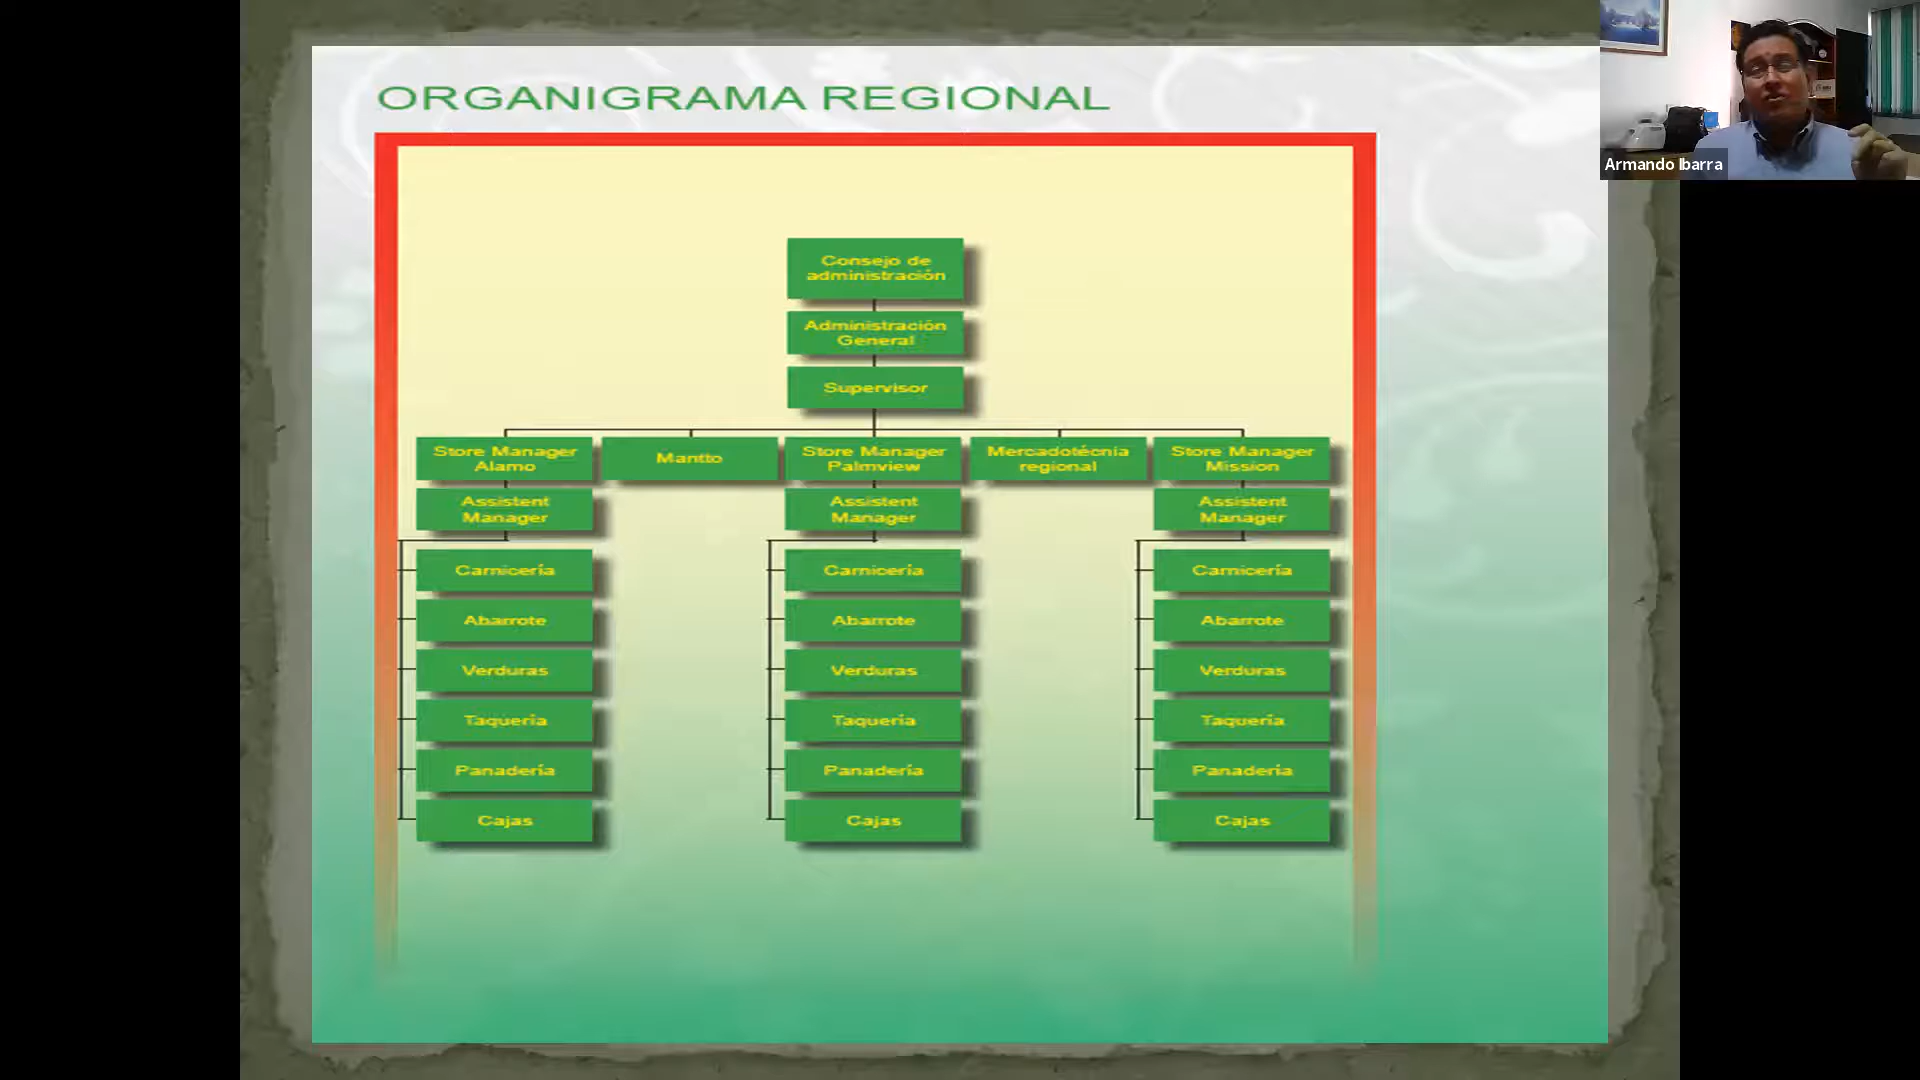 ORGANIGRAMA REGIONAL
Armando Ibarra
Consejo de
administración
Administración
General
Supervisor
Store Manager
Alamo
Mantto
Store Manager
Palmview
Mercadotécnia
regional
Store Manager
Mission
Assistent
Manager
Assistent
Manager
Assistent
Manager
Carnicería
Carnicería
Carnicería
Abarrote
Abarrote
Abarrote
Verduras
Verduras
Verduras
Taquería
Taquería
Taquería
Panadería
Panadería
Panadería
Cajas
Cajas
Cajas